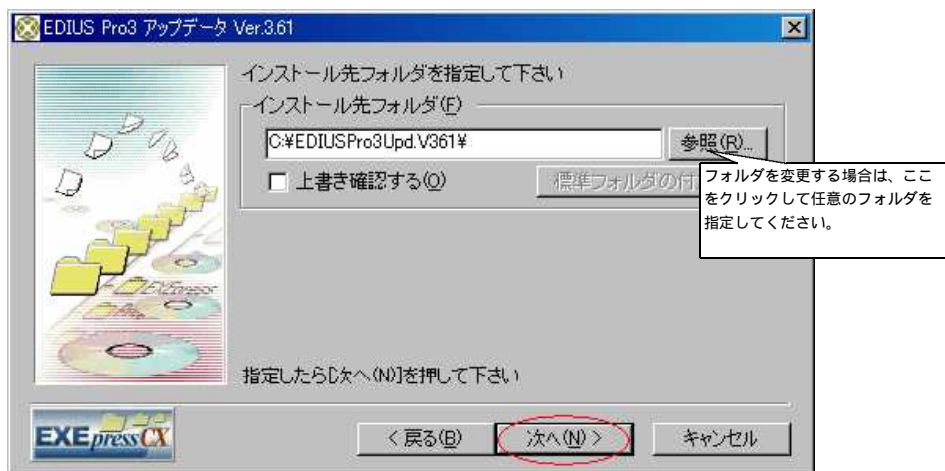 EDIUS Pro3 アップデータ Ver.3.61
インストール先フォルダを指定して下さい
インストール先フォルダ(F)
C:¥EDIUSPro3Upd.V361¥
参照(R)...
上書き確認する(O)
標準フォルダの付
フォルダを変更する場合は、ここ
をクリックして任意のフォルダを
指定してください。
EXEpress
指定したら[次へ(N)]を押して下さい
EXEpress CX
< 戻る(B)
次へ(N) >
キャンセル